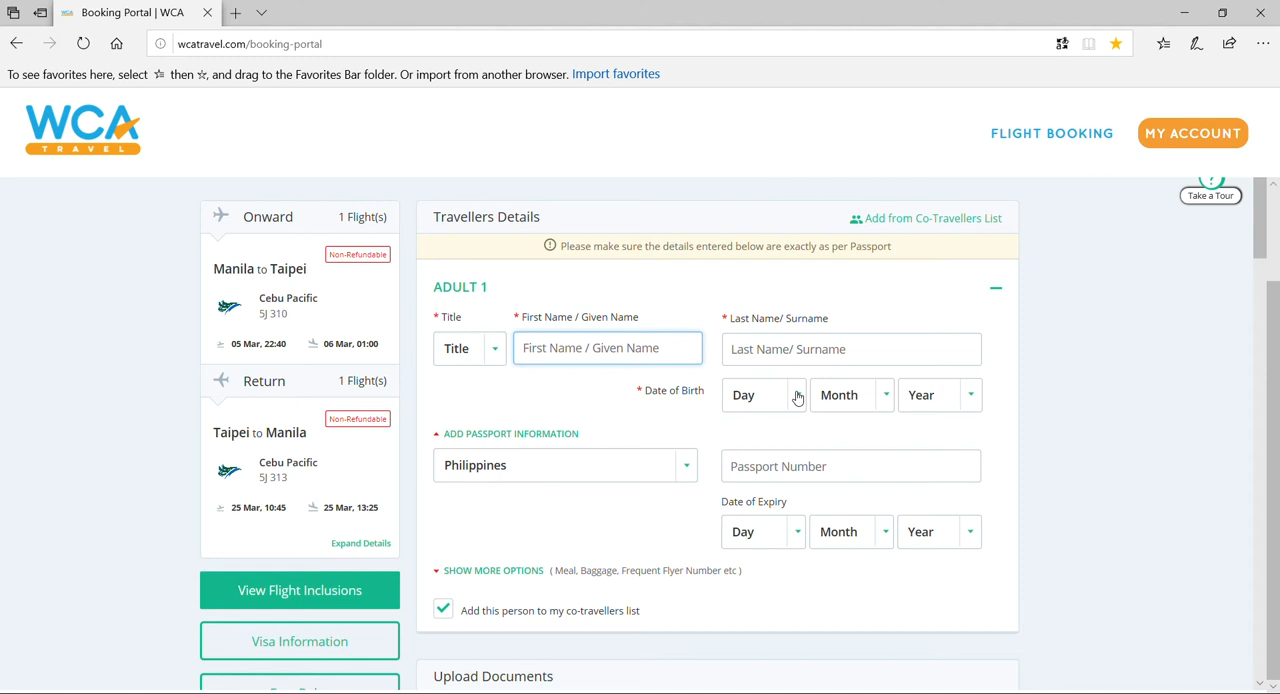 Booking Portal | WCA
wcatravel.com/booking-portal
To see favorites here, select then, and drag to the Favorites Bar folder. Or import from another browser. Import favorites
WCA
TRAVEL
FLIGHT BOOKING
MY ACCOUNT
?
Take a Tour
Onward 1 Flight(s)
Non-Refundable
Manila to Taipei
Cebu Pacific
5J 310
05 Mar, 22:40 06 Mar, 01:00
Return 1 Flight(s)
Non-Refundable
Taipei to Manila
Cebu Pacific
5J 313
25 Mar, 10:45 25 Mar, 13:25
Expand Details
View Flight Inclusions
Visa Information
Travellers Details
Add from Co-Travellers List
Please make sure the details entered below are exactly as per Passport
ADULT 1
* Title * First Name / Given Name * Last Name/ Surname
Title First Name / Given Name Last Name/ Surname
* Date of Birth Day Month Year
ADD PASSPORT INFORMATION
Philippines Passport Number
Date of Expiry
Day Month Year
SHOW MORE OPTIONS ( Meal, Baggage, Frequent Flyer Number etc )
Add this person to my co-travellers list
Upload Documents